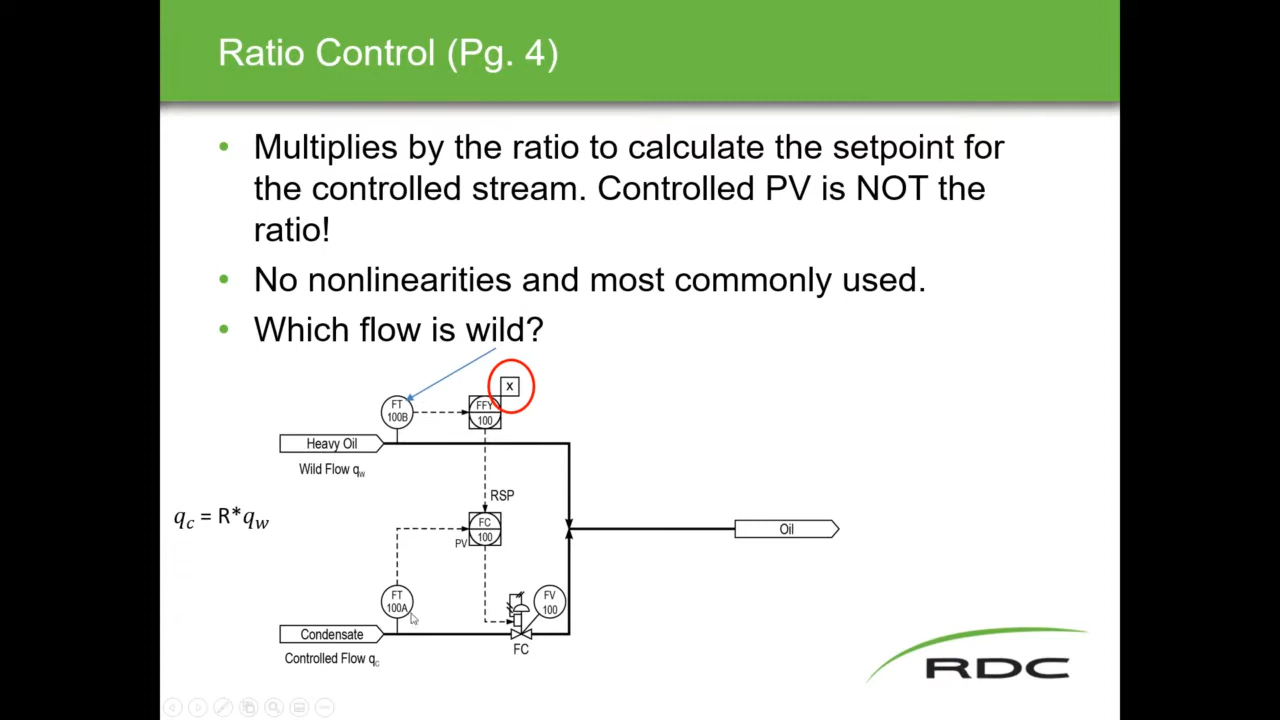 Ratio Control (Pg. 4)
• Multiplies by the ratio to calculate the setpoint for
the controlled stream. Controlled PV is NOT the
ratio!
• No nonlinearities and most commonly used.
• Which flow is wild?
X
FT
100B
FFY
100
Heavy Oil
Wild Flow qw
RSP
qc = R*qw
FC
100
PV
Oil
FT
100A
FV
100
Condensate
FC
Controlled Flow qc
RDC